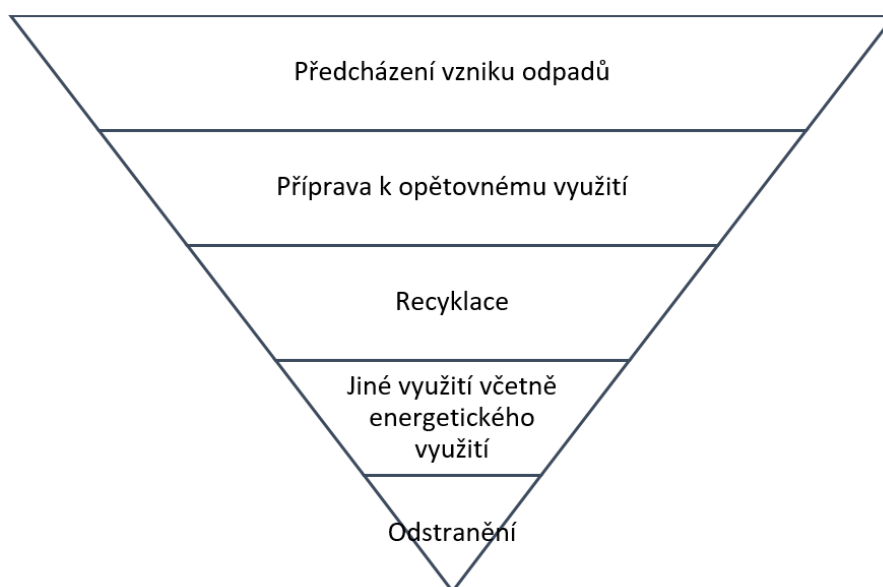 Předcházení vzniku odpadů
Příprava k opětovnému využití
Recyklace
Jiné využití včetně
energetického
využití
Odstranění